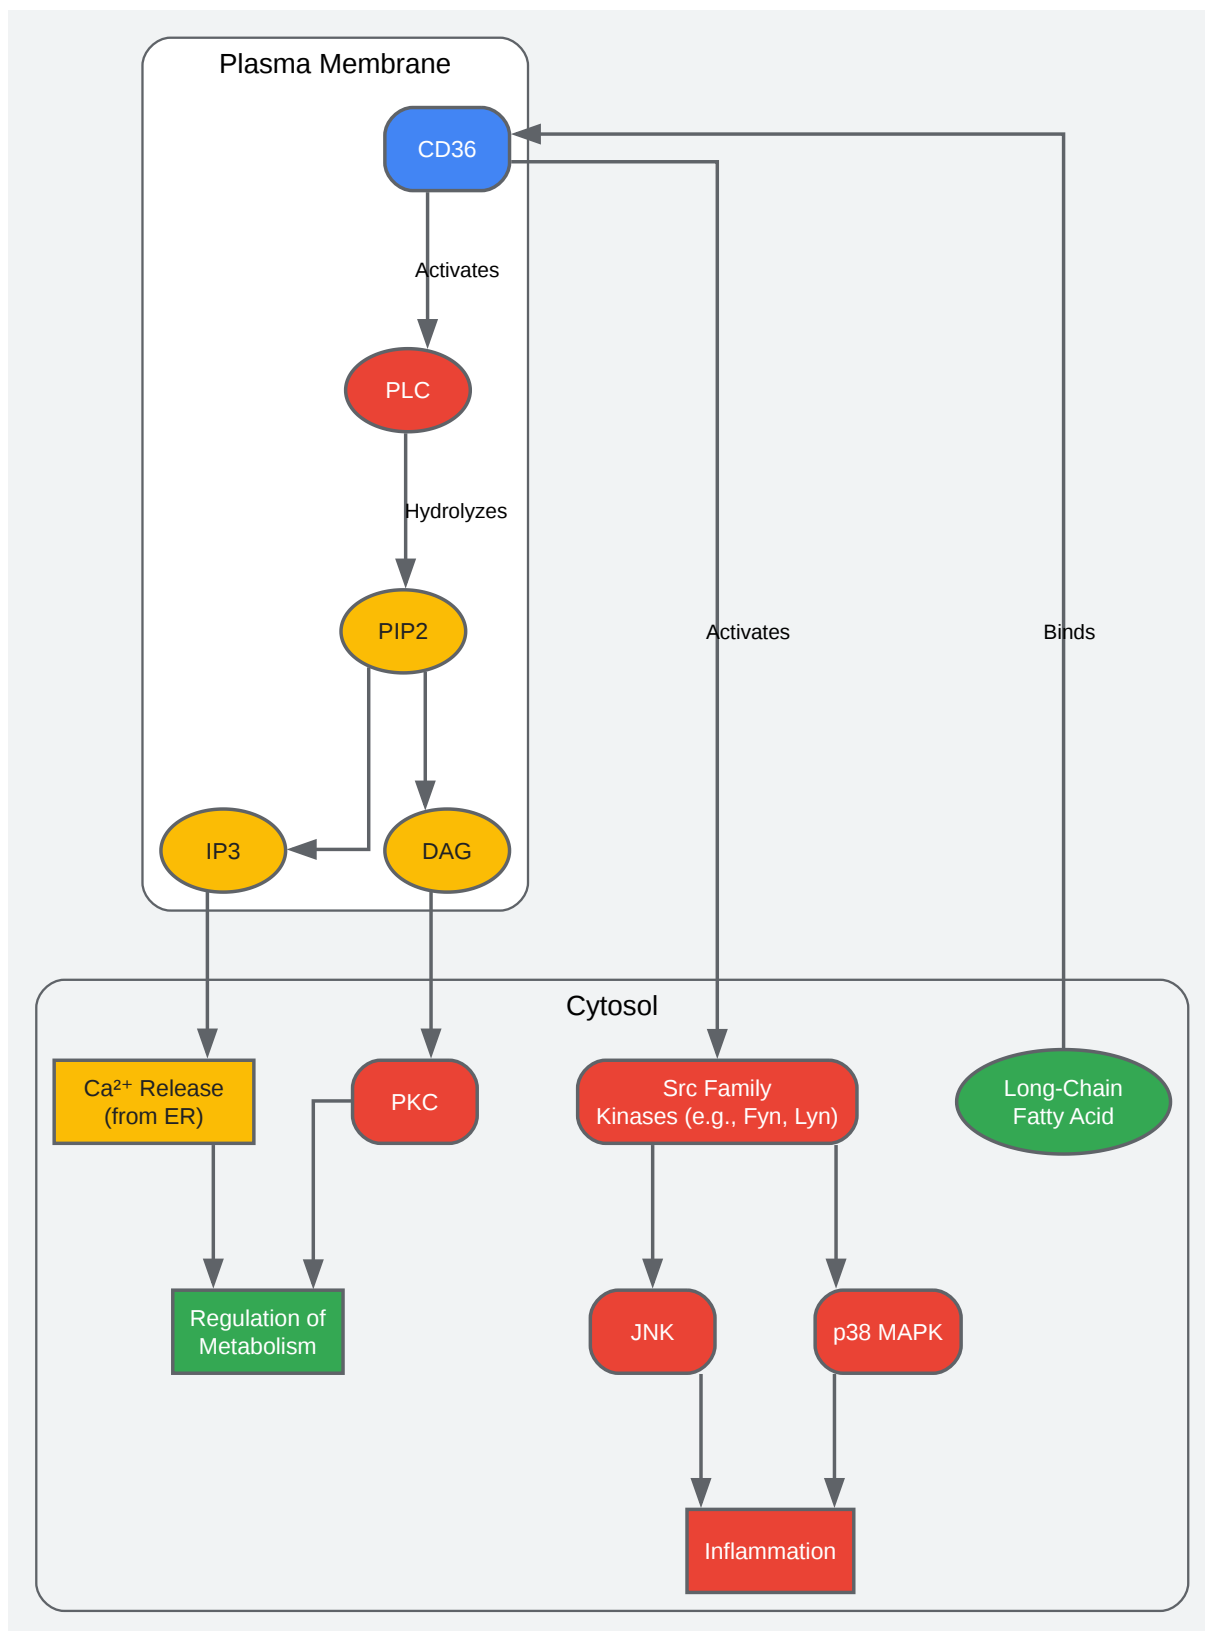 Plasma Membrane
CD36
Activates
PLC
Hydrolyzes
PIP2
Activates
Binds
IP3
DAG
Cytosol
Ca²⁺ Release
(from ER)
PKC
Src Family
Kinases (e.g., Fyn, Lyn)
Long-Chain
Fatty Acid
Regulation of
Metabolism
JNK
p38 MAPK
Inflammation